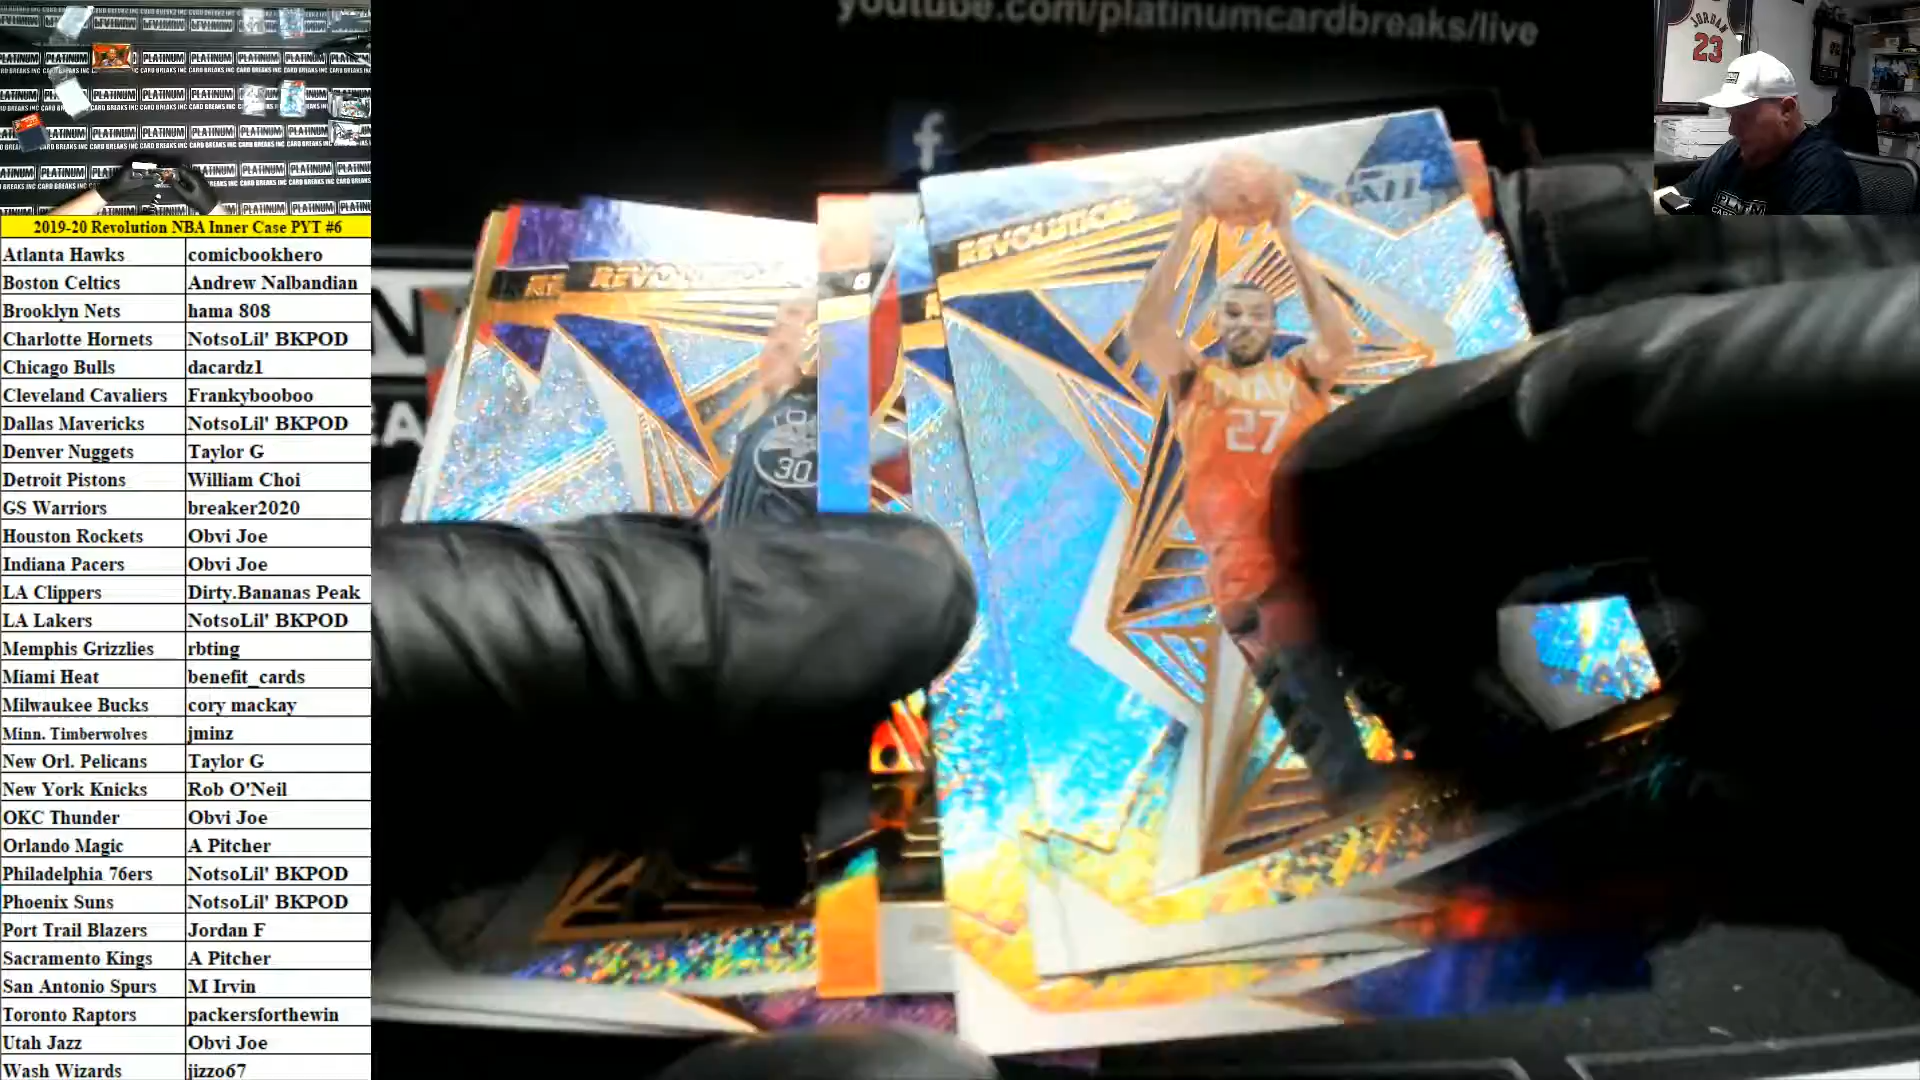 youtube.com/platinumcardbreaks/live
JORDAN
23
f
REVOLUTION
REVOLUTION
27
30
2019-20 Revolution NBA Inner Case PYT #6
Atlanta Hawks comicbookhero
Boston Celtics Andrew Nalbandian
Brooklyn Nets hama 808
Charlotte Hornets NotsoLil' BKPOD
Chicago Bulls dacardz1
Cleveland Cavaliers Frankybooboo
Dallas Mavericks NotsoLil' BKPOD
Denver Nuggets Taylor G
Detroit Pistons William Choi
GS Warriors breaker2020
Houston Rockets Obvi Joe
Indiana Pacers Obvi Joe
LA Clippers Dirty.Bananas Peak
LA Lakers NotsoLil' BKPOD
Memphis Grizzlies rbting
Miami Heat benefit_cards
Milwaukee Bucks cory mackay
Minn. Timberwolves jminz
New Orl. Pelicans Taylor G
New York Knicks Rob O'Neil
OKC Thunder Obvi Joe
Orlando Magic A Pitcher
Philadelphia 76ers NotsoLil' BKPOD
Phoenix Suns NotsoLil' BKPOD
Port Trail Blazers Jordan F
Sacramento Kings A Pitcher
San Antonio Spurs M Irvin
Toronto Raptors packersforthewin
Utah Jazz Obvi Joe
Wash Wizards jizzo67